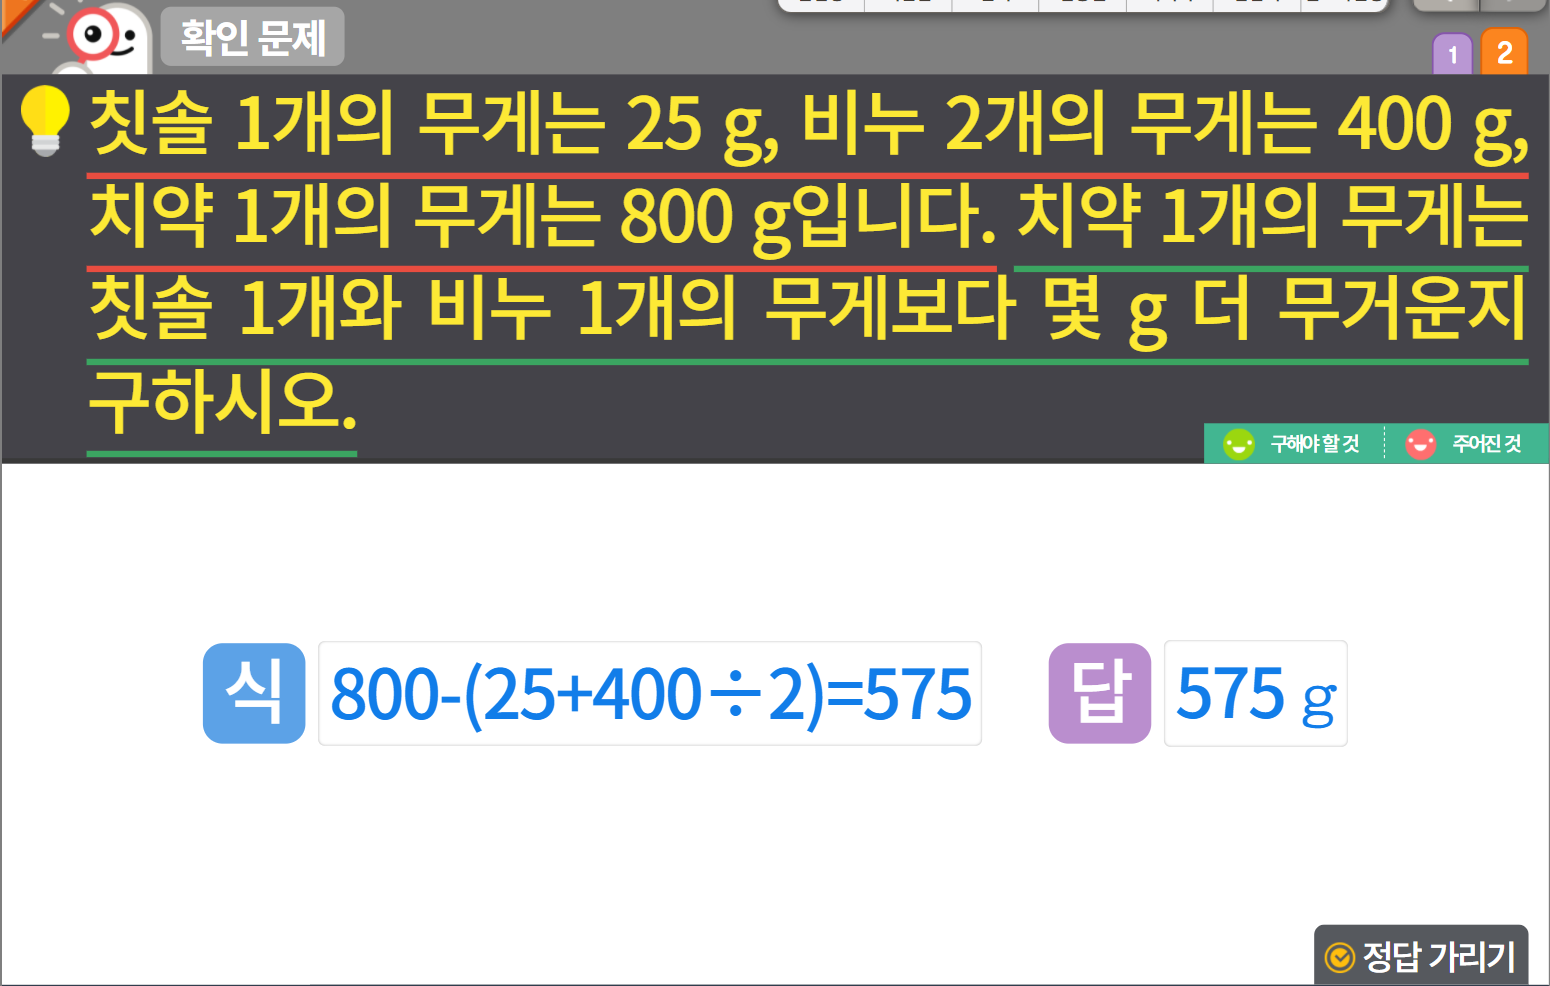 확인 문제
1
2
칫솔 1개의 무게는 25 g, 비누 2개의 무게는 400 g,
치약 1개의 무게는 800 g입니다. 치약 1개의 무게는
칫솔 1개와 비누 1개의 무게보다 몇 g 더 무거운지
구하시오.
구해야 할 것
주어진 것
식 800-(25+400÷2)=575
답 575 g
정답 가리기